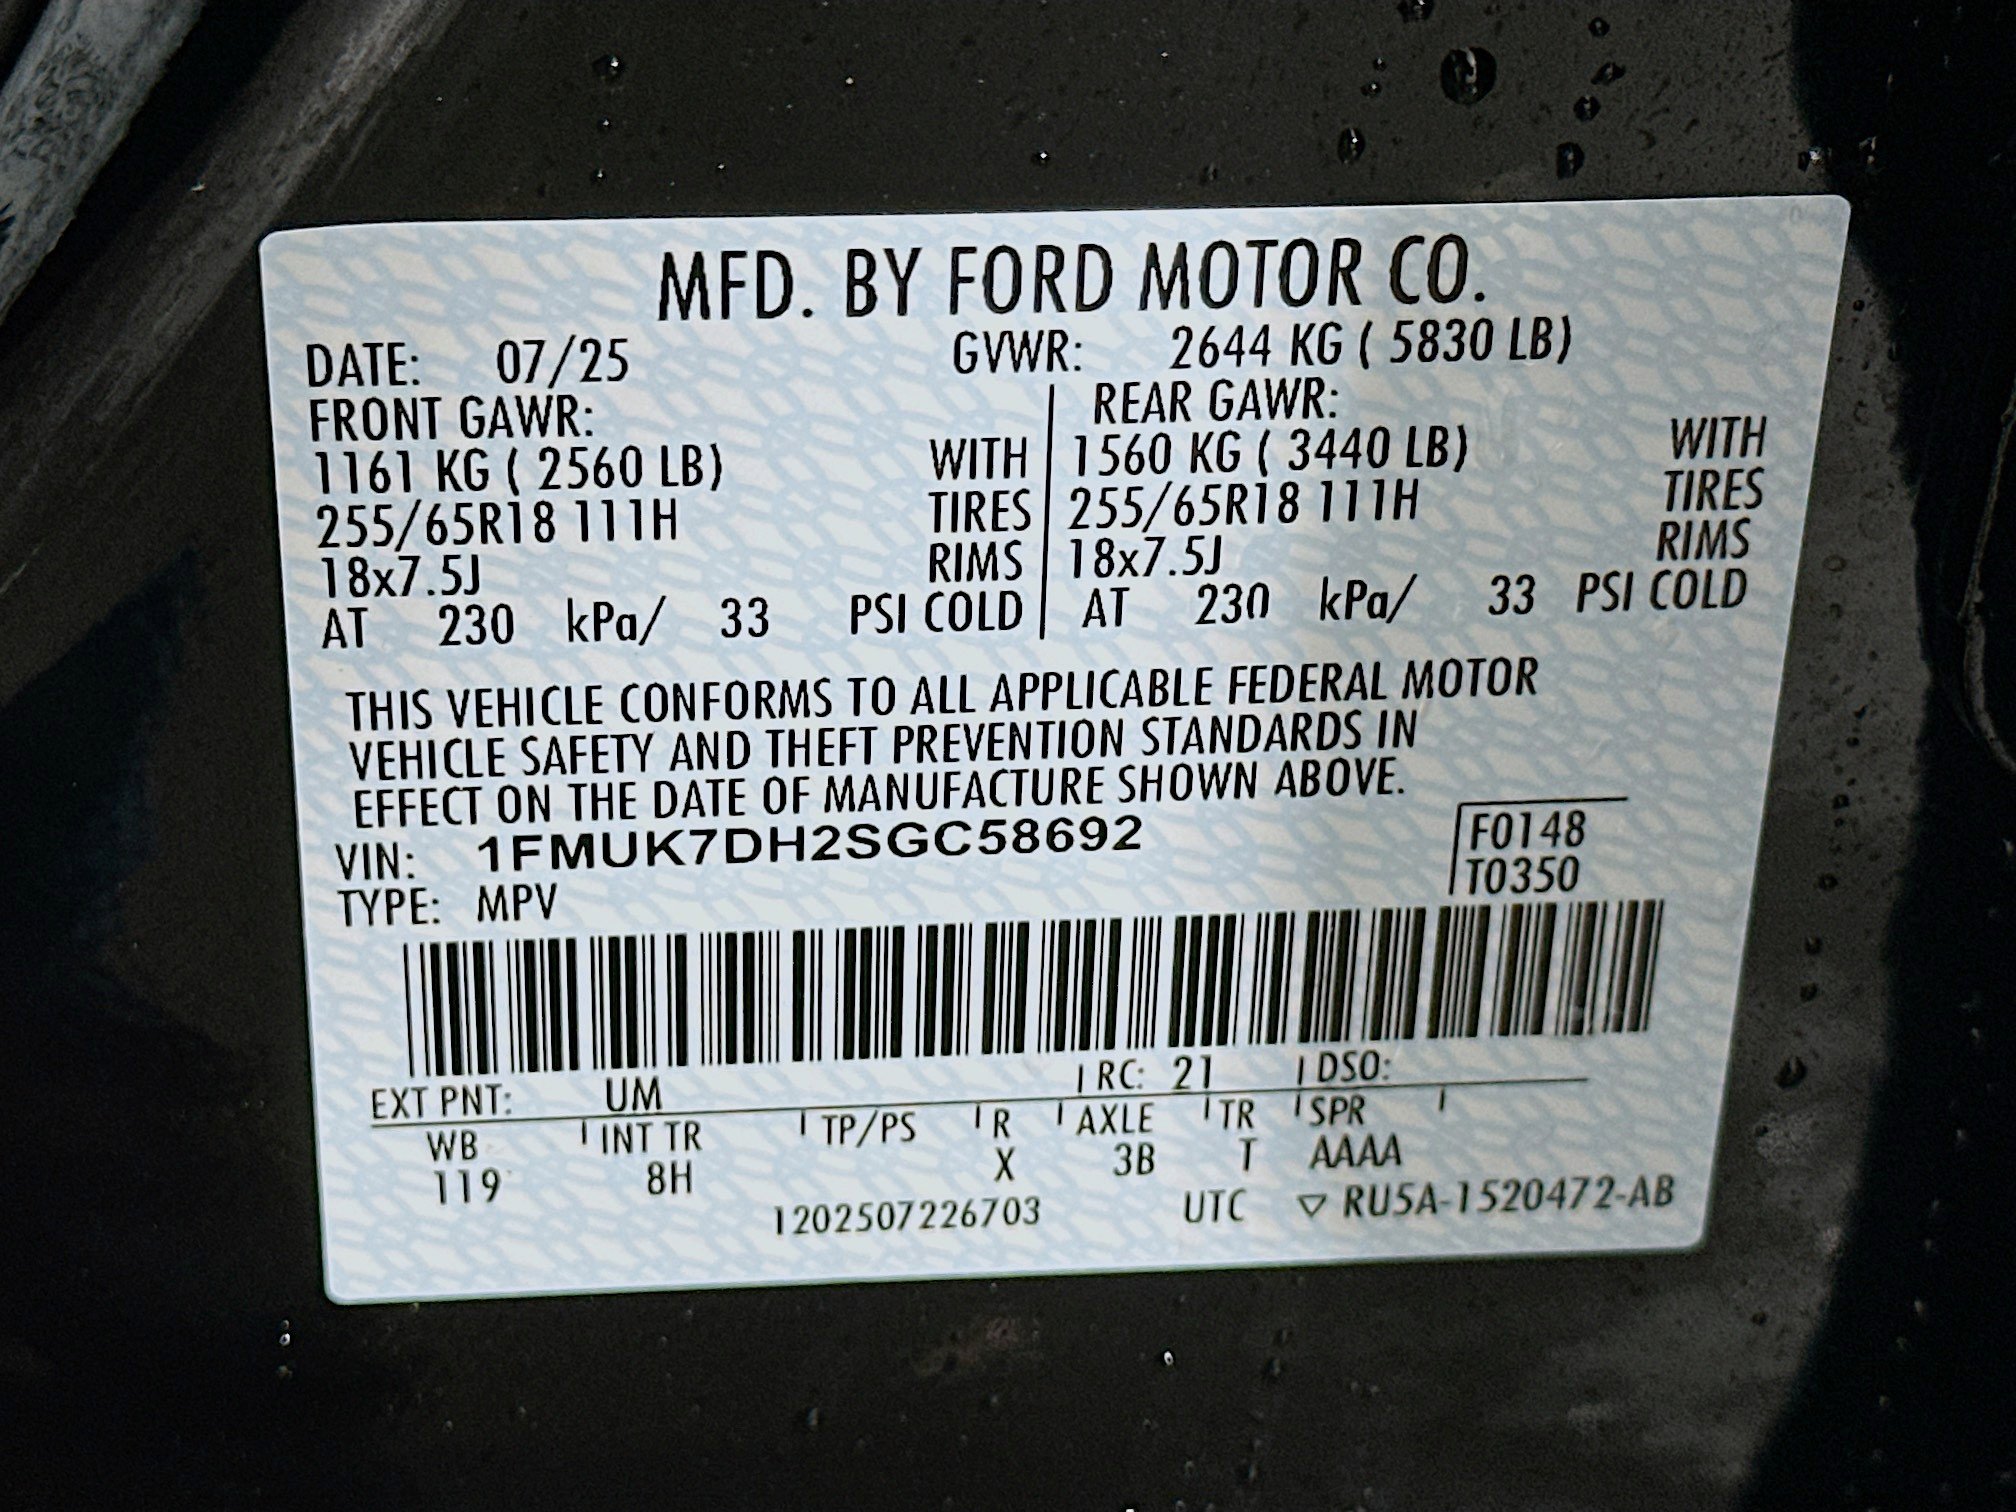 MFD. BY FORD MOTOR CO.
DATE: 07/25 GVWR: 2644 KG ( 5830 LB)
FRONT GAWR: REAR GAWR:
1161 KG ( 2560 LB) WITH 1560 KG ( 3440 LB) WITH
255/65R18 111H TIRES 255/65R18 111H TIRES
18x7.5J RIMS 18x7.5J RIMS
AT 230 kPa/ 33 PSI COLD AT 230 kPa/ 33 PSI COLD
THIS VEHICLE CONFORMS TO ALL APPLICABLE FEDERAL MOTOR
VEHICLE SAFETY AND THEFT PREVENTION STANDARDS IN
EFFECT ON THE DATE OF MANUFACTURE SHOWN ABOVE.
VIN: 1FMUK7DH2SGC58692 F0148
TYPE: MPV T0350
EXT PNT: UM RC: 21 DSO:
WB INT TR TP/PS R AXLE TR SPR
119 8H X 3B T AAAA
1202507226703 UTC ▽ RU5A-1520472-AB